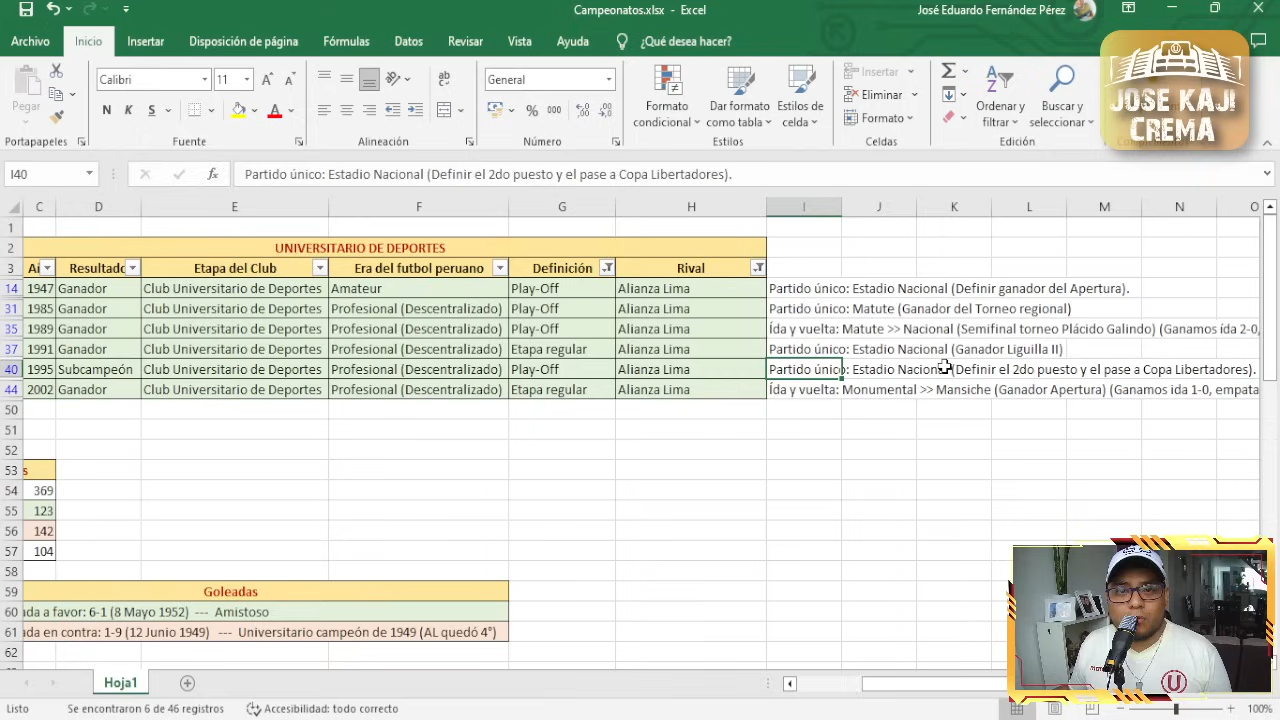 Campeonatos.xlsx - Excel
José Eduardo Fernández Pérez
Archivo
Inicio
Insertar
Disposición de página
Fórmulas
Datos
Revisar
Vista
Ayuda
¿Qué desea hacer?
JOSE KAJI
CREMA
Pegar
Calibri
11
N K S
General
% 000
Formato condicional
Dar formato como tabla
Estilos de celda
Insertar
Eliminar
Formato
Ordenar y filtrar
Buscar y seleccionar
Portapapeles
Fuente
Alineación
Número
Estilos
Celdas
Edición
I40
Partido único: Estadio Nacional (Definir el 2do puesto y el pase a Copa Libertadores).
C D E F G H I J K L M N O
1
2 UNIVERSITARIO DE DEPORTES
3 Resultado Etapa del Club Era del futbol peruano Definición Rival
14 1947 Ganador Club Universitario de Deportes Amateur Play-Off Alianza Lima Partido único: Estadio Nacional (Definir ganador del Apertura).
31 1985 Ganador Club Universitario de Deportes Profesional (Descentralizado) Play-Off Alianza Lima Partido único: Matute (Ganador del Torneo regional)
35 1989 Ganador Club Universitario de Deportes Profesional (Descentralizado) Play-Off Alianza Lima Ída y vuelta: Matute >> Nacional (Semifinal torneo Plácido Galindo) (Ganamos ída 2-0,
37 1991 Ganador Club Universitario de Deportes Profesional (Descentralizado) Etapa regular Alianza Lima Partido único: Estadio Nacional (Ganador Liguilla II)
40 1995 Subcampeón Club Universitario de Deportes Profesional (Descentralizado) Play-Off Alianza Lima Partido único: Estadio Nacional (Definir el 2do puesto y el pase a Copa Libertadores).
44 2002 Ganador Club Universitario de Deportes Profesional (Descentralizado) Etapa regular Alianza Lima Ída y vuelta: Monumental >> Mansiche (Ganador Apertura) (Ganamos ida 1-0, empata
50
51
52
53 s
54 369
55 123
56 142
57 104
58
59 Goleadas
60 da a favor: 6-1 (8 Mayo 1952) --- Amistoso
61 da en contra: 1-9 (12 Junio 1949) --- Universitario campeón de 1949 (AL quedó 4°)
62
Hoja1
Listo
Se encontraron 6 de 46 registros
Accesibilidad: todo correcto
100%